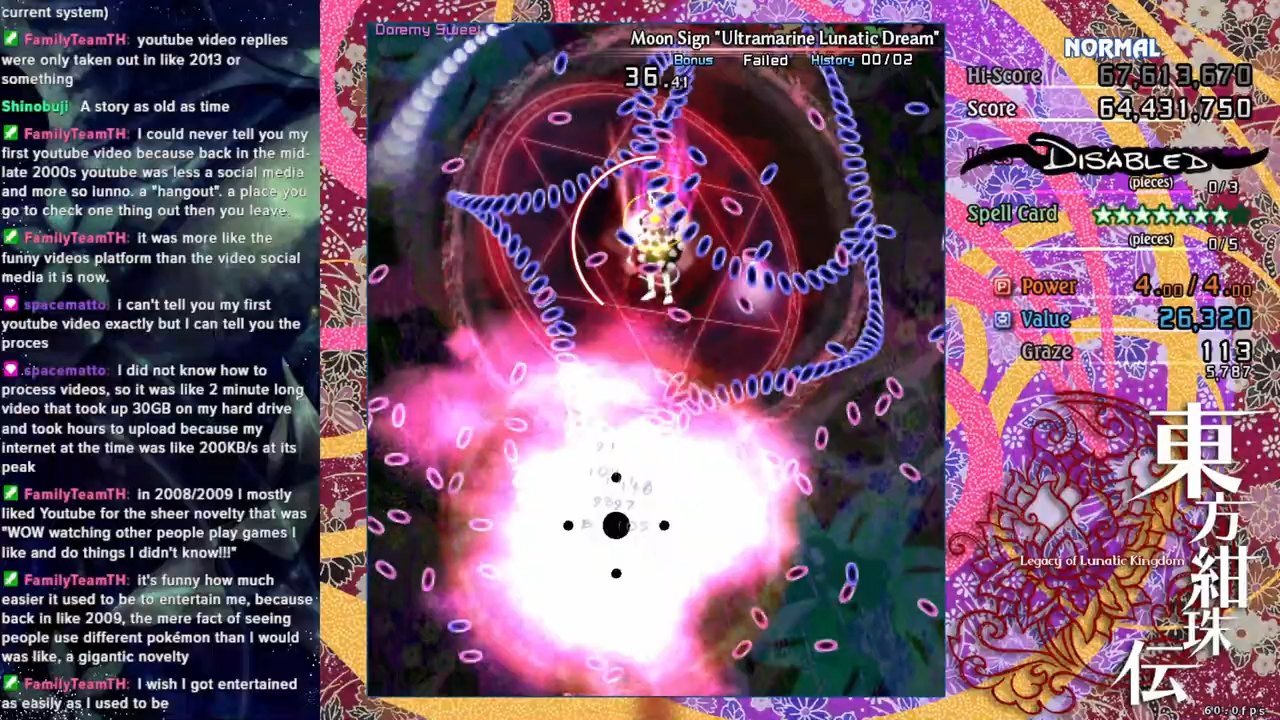 current system)
FamilyTeamTH: youtube video replies
were only taken out in like 2013 or
something
Shinobuji A story as old as time
FamilyTeamTH: I could never tell you my
first youtube video because back in the mid-
late 2000s youtube was less a social media
and more so iunno. a "hangout". a place you
go to check one thing out then you leave.
FamilyTeamTH: it was more like the
funny videos platform than the video social
media it is now.
spacematto: i can't tell you my first
youtube video exactly but I can tell you the
proces
spacematto: I did not know how to
process videos, so it was like 2 minute long
video that took up 30GB on my hard drive
and took hours to upload because my
internet at the time was like 200KB/s at its
peak
FamilyTeamTH: in 2008/2009 I mostly
liked Youtube for the sheer novelty that was
"WOW watching other people play games I
like and do things I didn't know!!!"
FamilyTeamTH: it's funny how much
easier it used to be to entertain me, because
back in like 2009, the mere fact of seeing
people use different pokémon than I would
was like, a gigantic novelty
FamilyTeamTH: I wish I got entertained
as easily as I used to be
Doremy Sweet
Moon Sign "Ultramarine Lunatic Dream"
Bonus Failed History 00/02
36.41
NORMAL
Hi-Score 67,613,670
Score 64,431,750
DISABLED
(pieces) 0/3
Spell Card
(pieces) 0/5
P Power 4.00/4.00
Value 26,320
Graze 113
5,787
東方紺珠伝
Legacy of Lunatic Kingdom
60.0fps